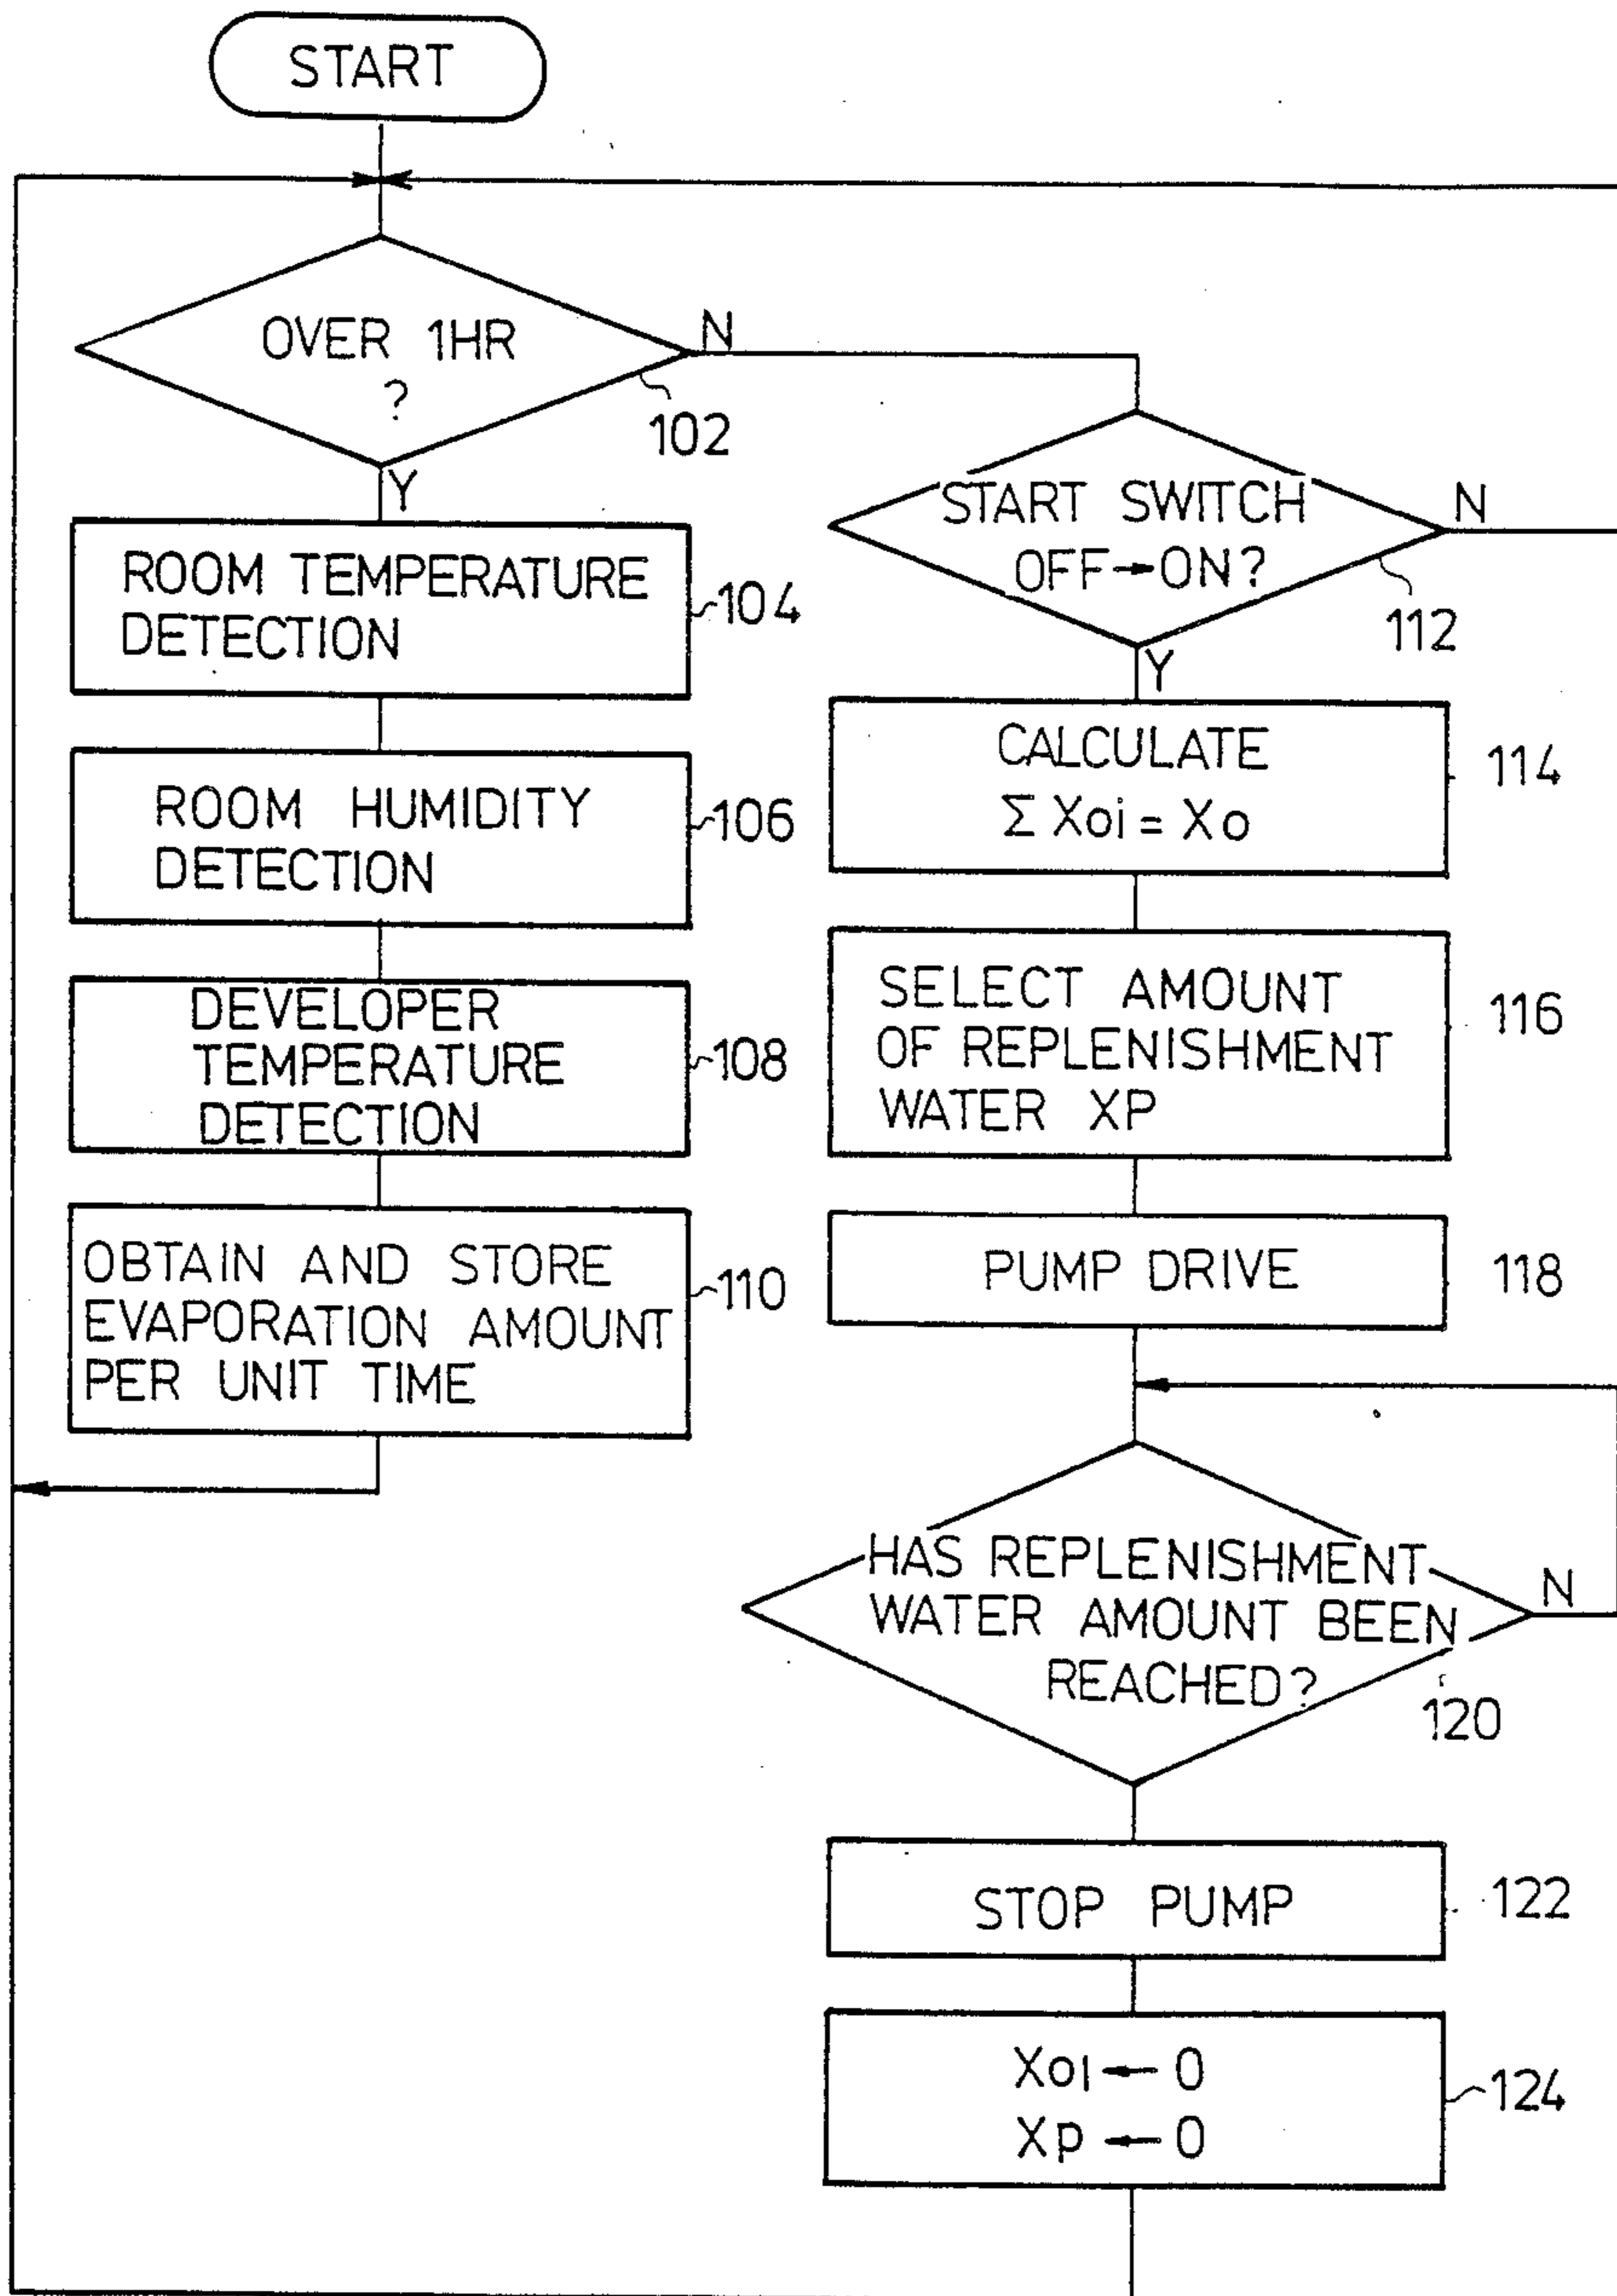 START
OVER 1HR
?
N
102
Y
ROOM TEMPERATURE
DETECTION
104
ROOM HUMIDITY
DETECTION
106
DEVELOPER
TEMPERATURE
DETECTION
108
OBTAIN AND STORE
EVAPORATION AMOUNT
PER UNIT TIME
110
START SWITCH
OFF→ON?
N
112
Y
CALCULATE
Σ Xoi = Xo
114
SELECT AMOUNT
OF REPLENISHMENT
WATER XP
116
PUMP DRIVE
118
HAS REPLENISHMENT
WATER AMOUNT BEEN
REACHED?
N
120
STOP PUMP
122
Xoi ← 0
Xp ← 0
124